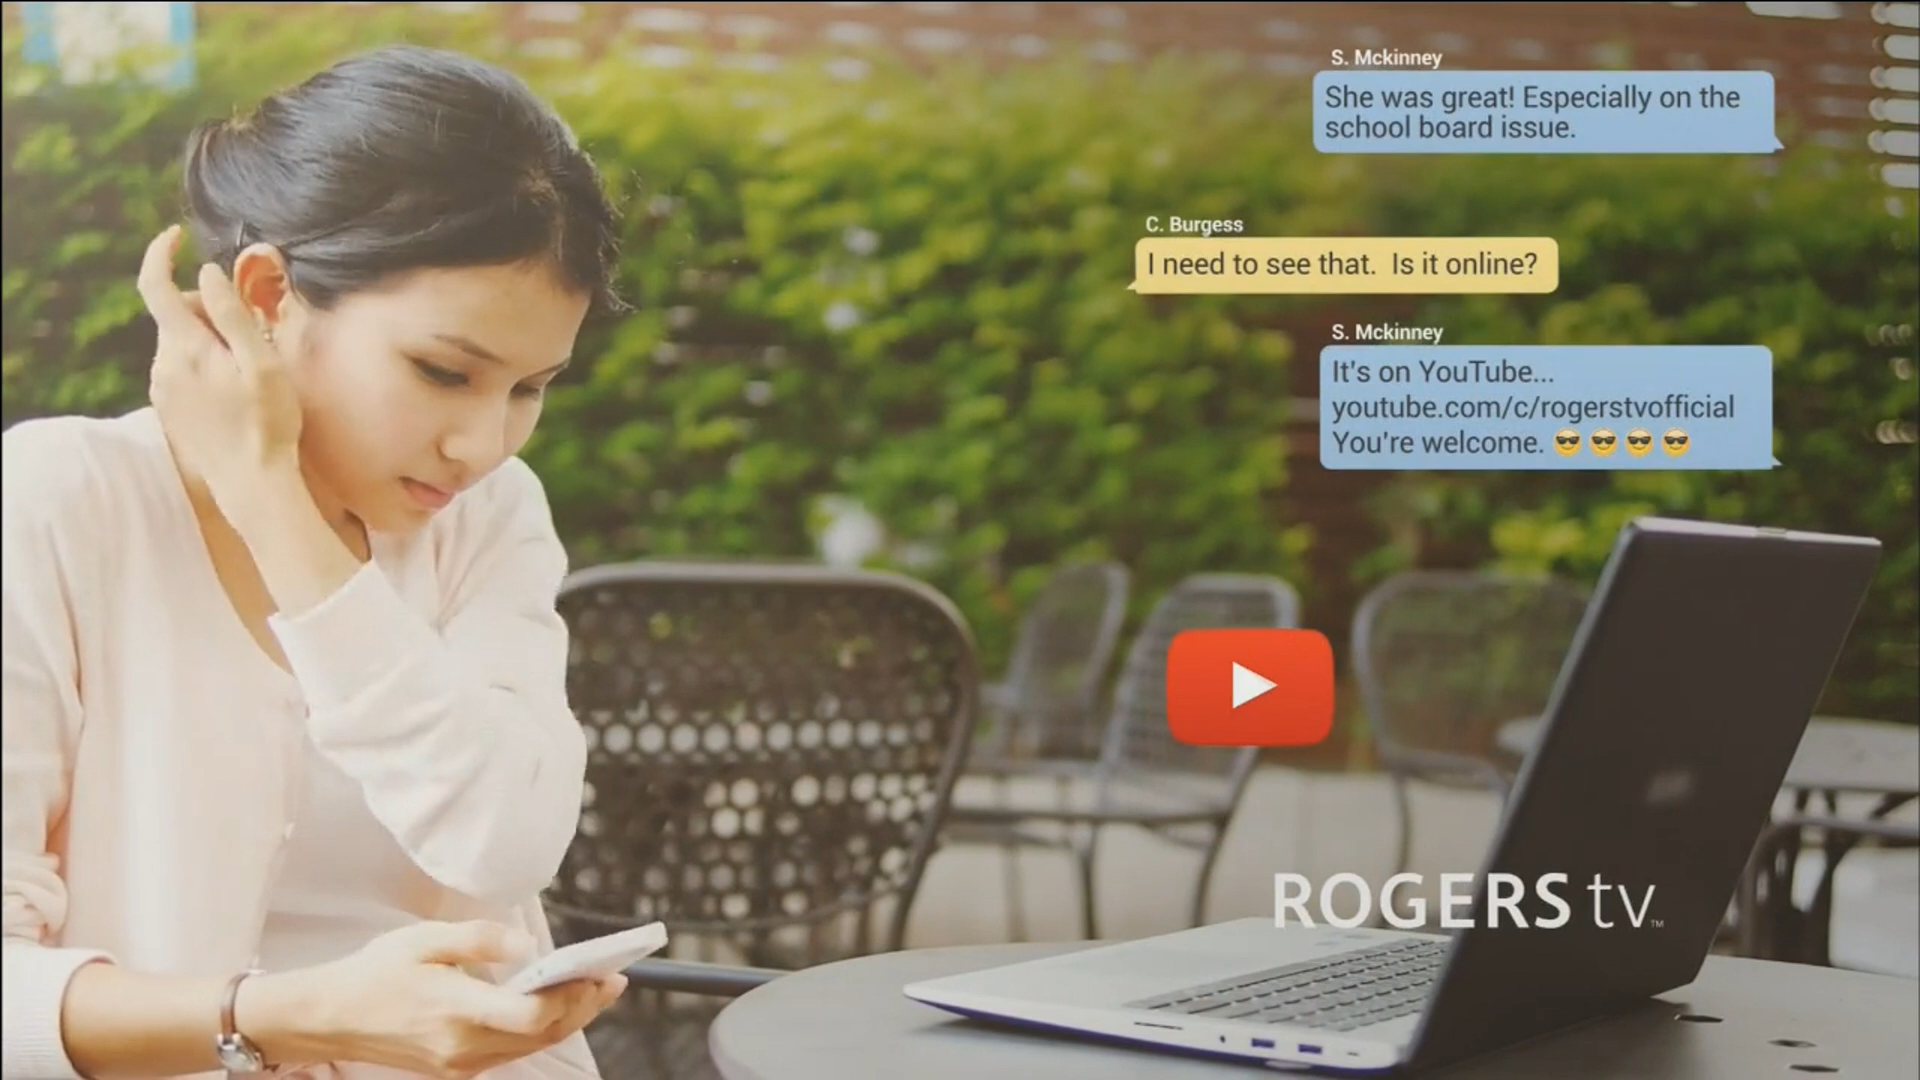 S. Mckinney
She was great! Especially on the
school board issue.
C. Burgess
I need to see that.  Is it online?
S. Mckinney
It's on YouTube...
youtube.com/c/rogerstvofficial
You're welcome. 😎 😎 😎 😎
ROGERS tv™